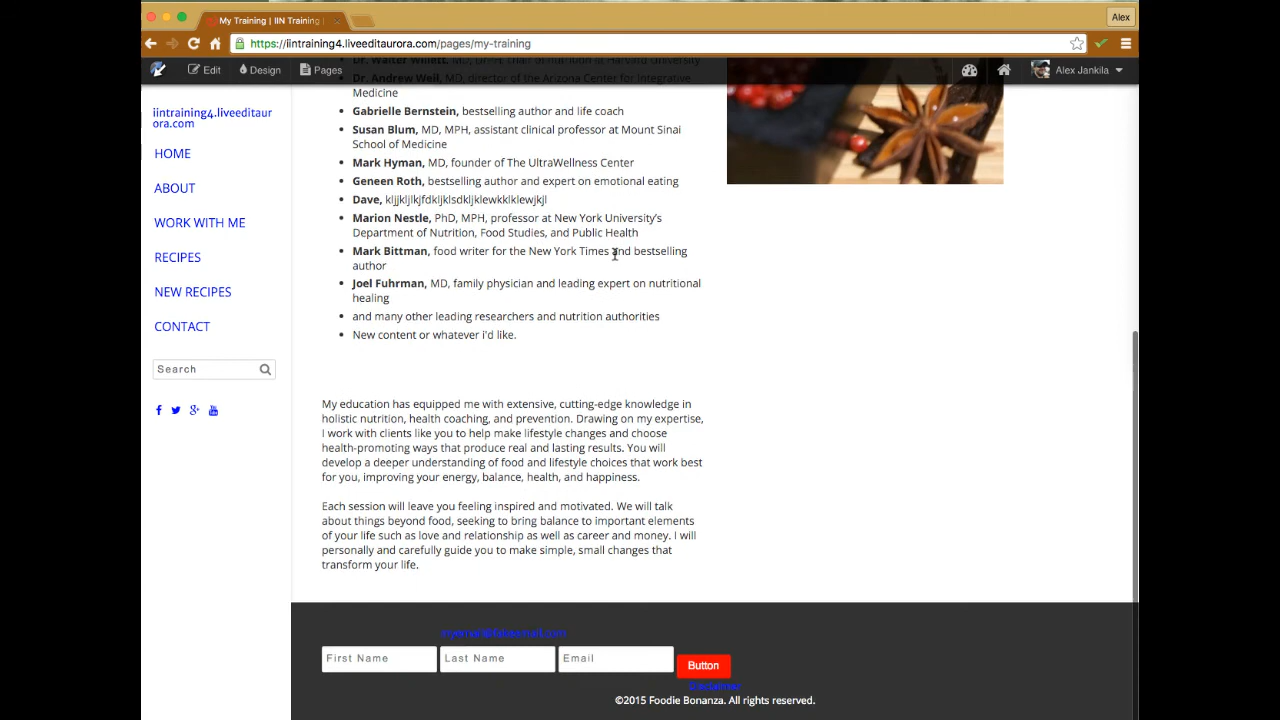 My Training | IIN Training |
Alex
https://iintraining4.liveeditaurora.com/pages/my-training
Edit
Design
Pages
Alex Jankila
iintraining4.liveeditaur
ora.com
HOME
ABOUT
WORK WITH ME
RECIPES
NEW RECIPES
CONTACT
Search
Dr. Walter Willett, MD, DrPH, chair of nutrition at Harvard University
Dr. Andrew Weil, MD, director of the Arizona Center for Integrative
Medicine
Gabrielle Bernstein, bestselling author and life coach
Susan Blum, MD, MPH, assistant clinical professor at Mount Sinai
School of Medicine
Mark Hyman, MD, founder of The UltraWellness Center
Geneen Roth, bestselling author and expert on emotional eating
Dave, kljjkljlkjfdkljkjlsdkljklewkklklewjkjl
Marion Nestle, PhD, MPH, professor at New York University's
Department of Nutrition, Food Studies, and Public Health
Mark Bittman, food writer for the New York Times and bestselling
author
Joel Fuhrman, MD, family physician and leading expert on nutritional
healing
and many other leading researchers and nutrition authorities
New content or whatever i'd like.
My education has equipped me with extensive, cutting-edge knowledge in
holistic nutrition, health coaching, and prevention. Drawing on my expertise,
I work with clients like you to help make lifestyle changes and choose
health-promoting ways that produce real and lasting results. You will
develop a deeper understanding of food and lifestyle choices that work best
for you, improving your energy, balance, health, and happiness.
Each session will leave you feeling inspired and motivated. We will talk
about things beyond food, seeking to bring balance to important elements
of your life such as love and relationship as well as career and money. I will
personally and carefully guide you to make simple, small changes that
transform your life.
First Name
Last Name
Email
Button
Disclaimer
©2015 Foodie Bonanza. All rights reserved.